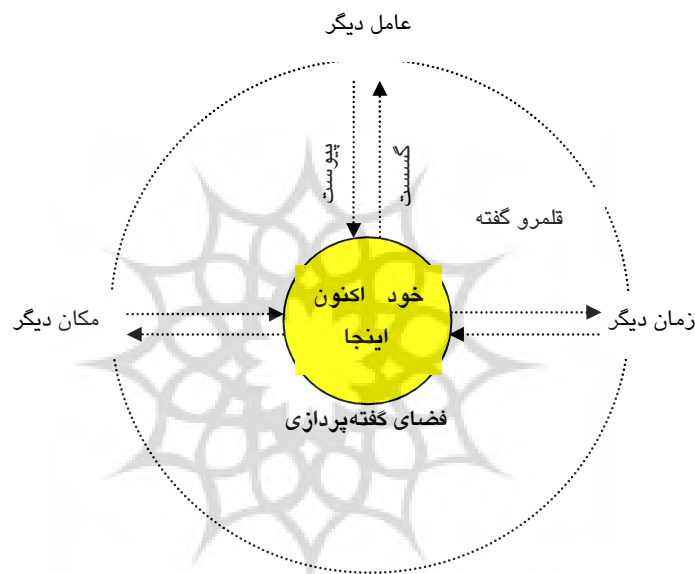 عامل دیگر
پیوست
گسست
قلمرو گفته
خود اکنون
اینجا
زمان دیگر
مکان دیگر
فضای گفته‌پردازی